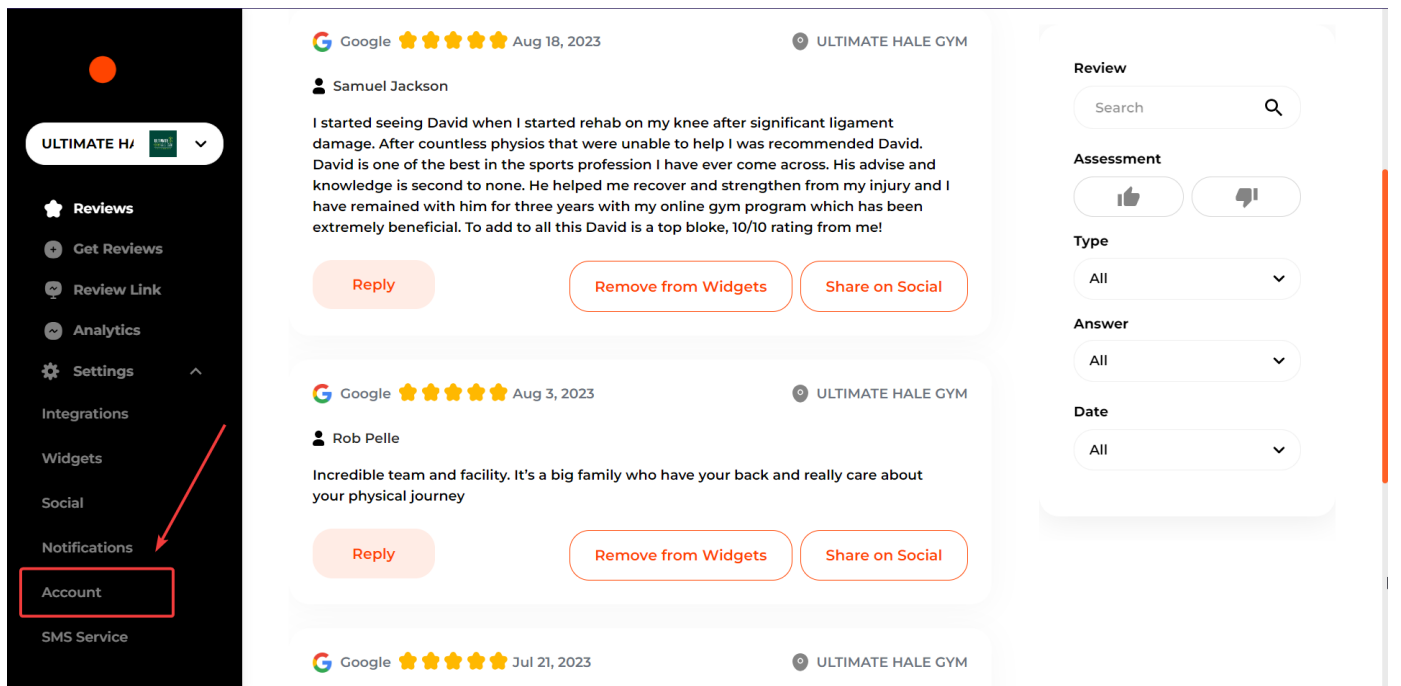 ULTIMATE HA
Reviews
Get Reviews
Review Link
Analytics
Settings
Integrations
Widgets
Social
Notifications
Account
SMS Service
Google Aug 18, 2023 ULTIMATE HALE GYM
Samuel Jackson
I started seeing David when I started rehab on my knee after significant ligament
damage. After countless physios that were unable to help I was recommended David.
David is one of the best in the sports profession I have ever come across. His advise and
knowledge is second to none. He helped me recover and strengthen from my injury and I
have remained with him for three years with my online gym program which has been
extremely beneficial. To add to all this David is a top bloke, 10/10 rating from me!
Reply Remove from Widgets Share on Social
Google Aug 3, 2023 ULTIMATE HALE GYM
Rob Pelle
Incredible team and facility. It’s a big family who have your back and really care about
your physical journey
Reply Remove from Widgets Share on Social
Google Jul 21, 2023 ULTIMATE HALE GYM
Review
Search
Assessment
Type
All
Answer
All
Date
All